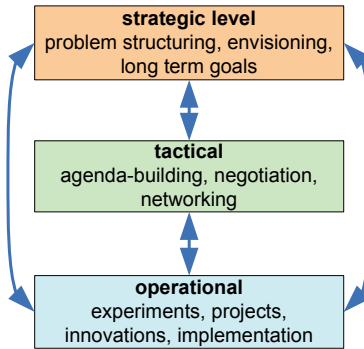 strategic level
problem structuring, envisioning,
long term goals
tactical
agenda-building, negotiation,
networking
operational
experiments, projects,
innovations, implementation